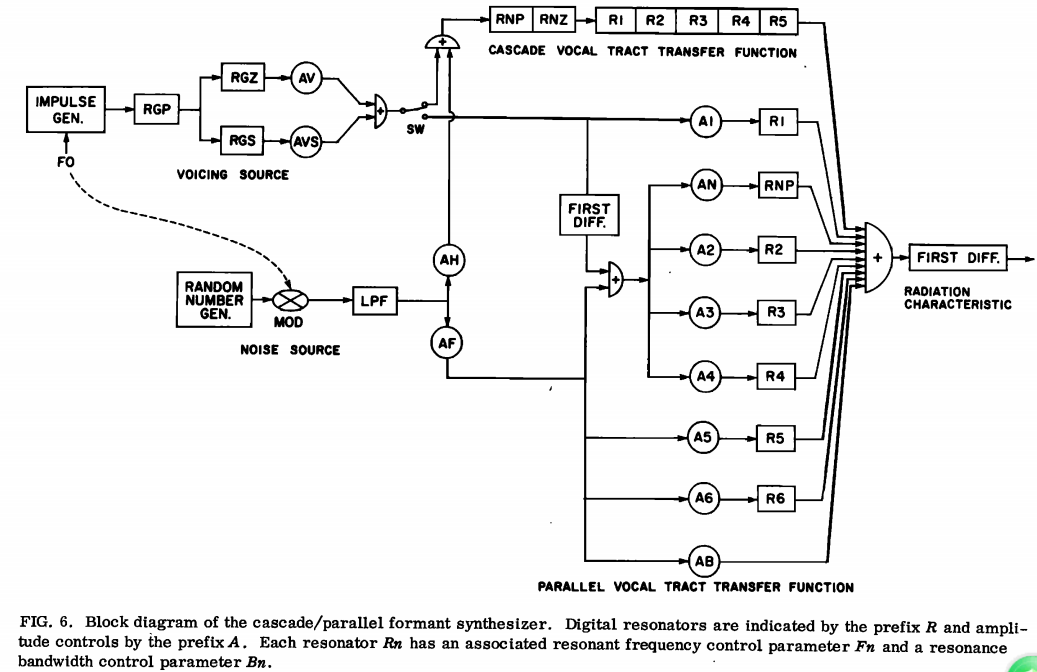 RNP RNZ R1 R2 R3 R4 R5
+
CASCADE VOCAL TRACT TRANSFER FUNCTION
IMPULSE
GEN.
RGP
RGZ
AV
RGS
AVS
+
SW
F0
VOICING SOURCE
A1
R1
AN
RNP
FIRST
DIFF.
A2
R2
+
FIRST DIFF.
RADIATION
CHARACTERISTIC
AH
+
RANDOM
NUMBER
GEN.
MOD
LPF
NOISE SOURCE
AF
A3
R3
A4
R4
A5
R5
A6
R6
AB
PARALLEL VOCAL TRACT TRANSFER FUNCTION
FIG. 6. Block diagram of the cascade/parallel formant synthesizer. Digital resonators are indicated by the prefix R and ampli-
tude controls by the prefix A. Each resonator Rn has an associated resonant frequency control parameter Fn and a resonance
bandwidth control parameter Bn.